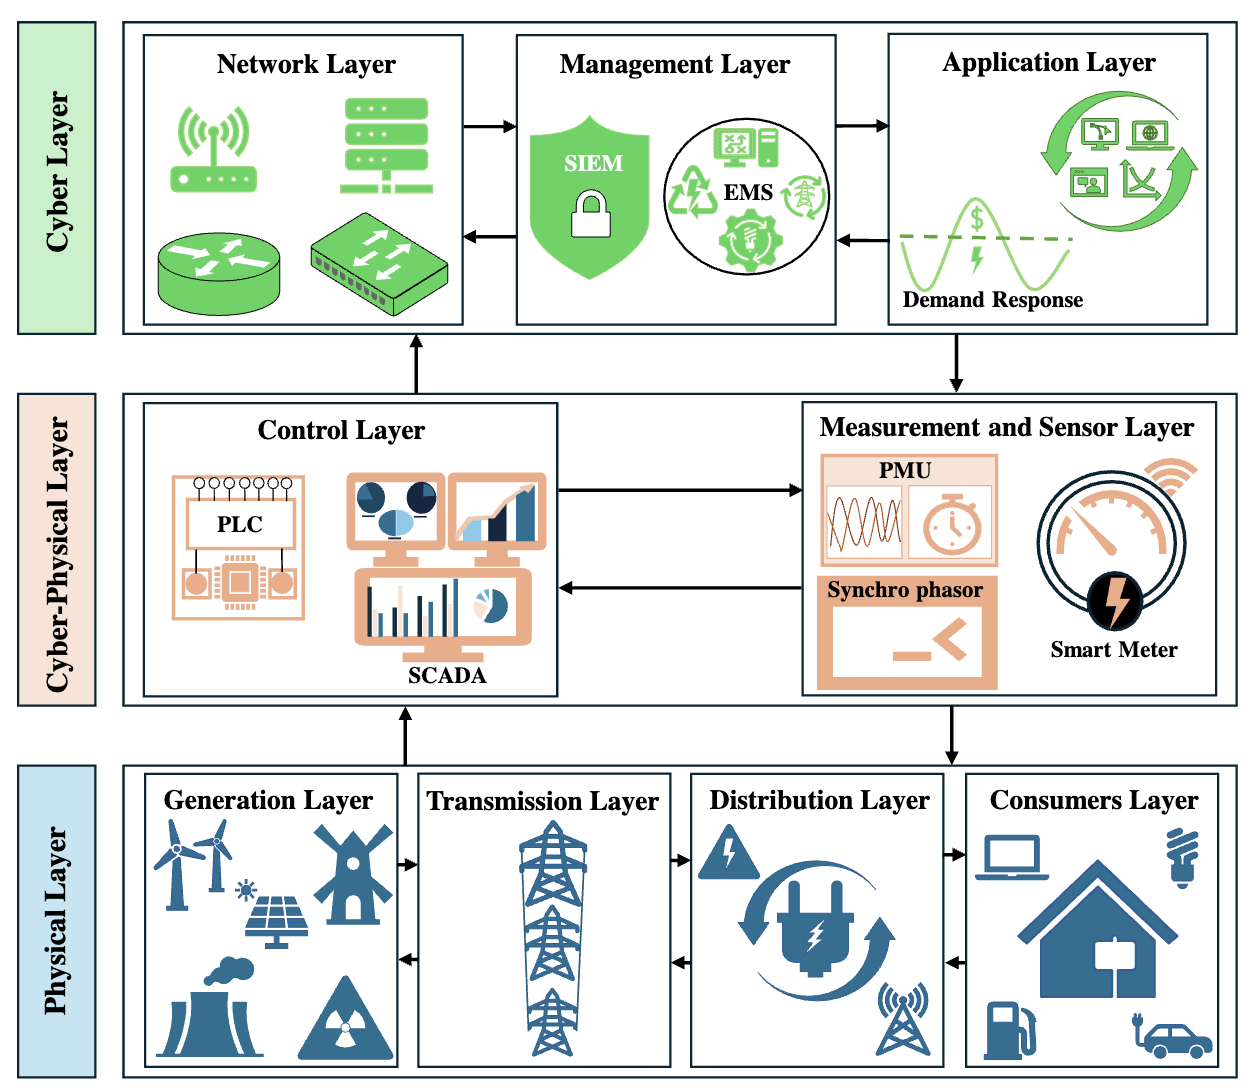 Cyber Layer
Network Layer
Management Layer
Application Layer
SIEM
EMS
$
Demand Response
Cyber-Physical Layer
Control Layer
Measurement and Sensor Layer
PLC
SCADA
PMU
Synchro phasor
Smart Meter
Physical Layer
Generation Layer
Transmission Layer
Distribution Layer
Consumers Layer